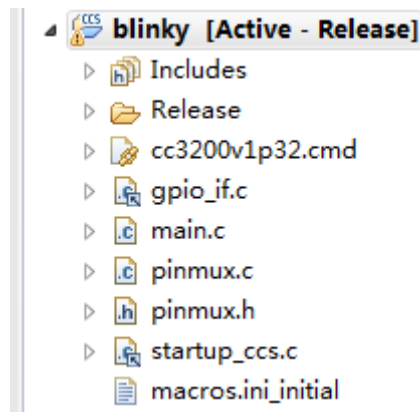 blinky [Active - Release]
Includes
Release
cc3200v1p32.cmd
gpio_if.c
main.c
pinmux.c
pinmux.h
startup_ccs.c
macros.ini_initial